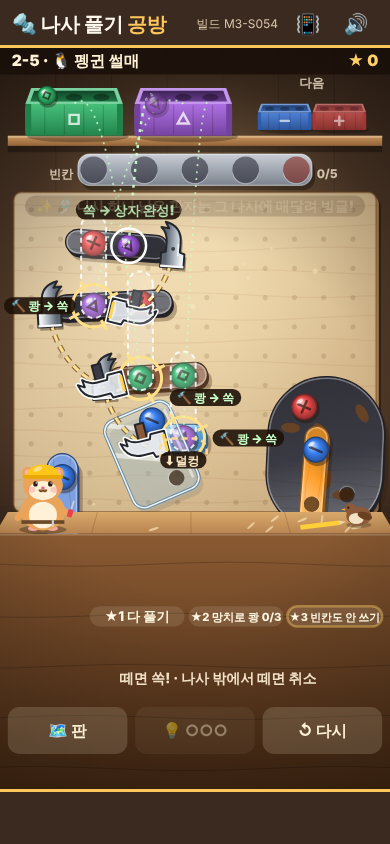 나사 풀기 공방
빌드 M3-S054
2-5 · 펭귄 썰매
★ 0
다음
빈칸
0/5
쏙 → 상자 완성!
쾅 → 쏙
쾅 → 쏙
쾅 → 쏙
⬇ 덜컹
★1 다 풀기
★2 망치로 쾅 0/3
★3 빈칸도 안 쓰기
떼면 쏙! · 나사 밖에서 떼면 취소
판
다시